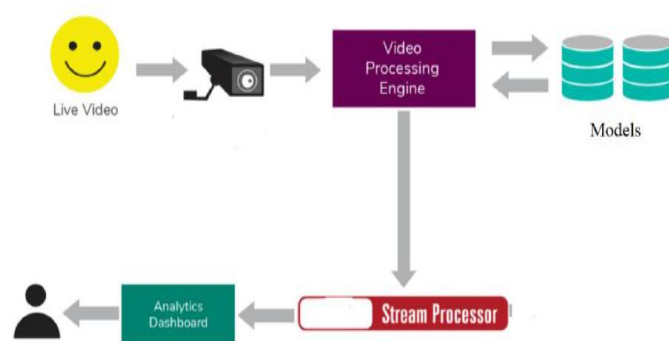 Live Video
Video
Processing
Engine
Models
Analytics
Dashboard
Stream Processor